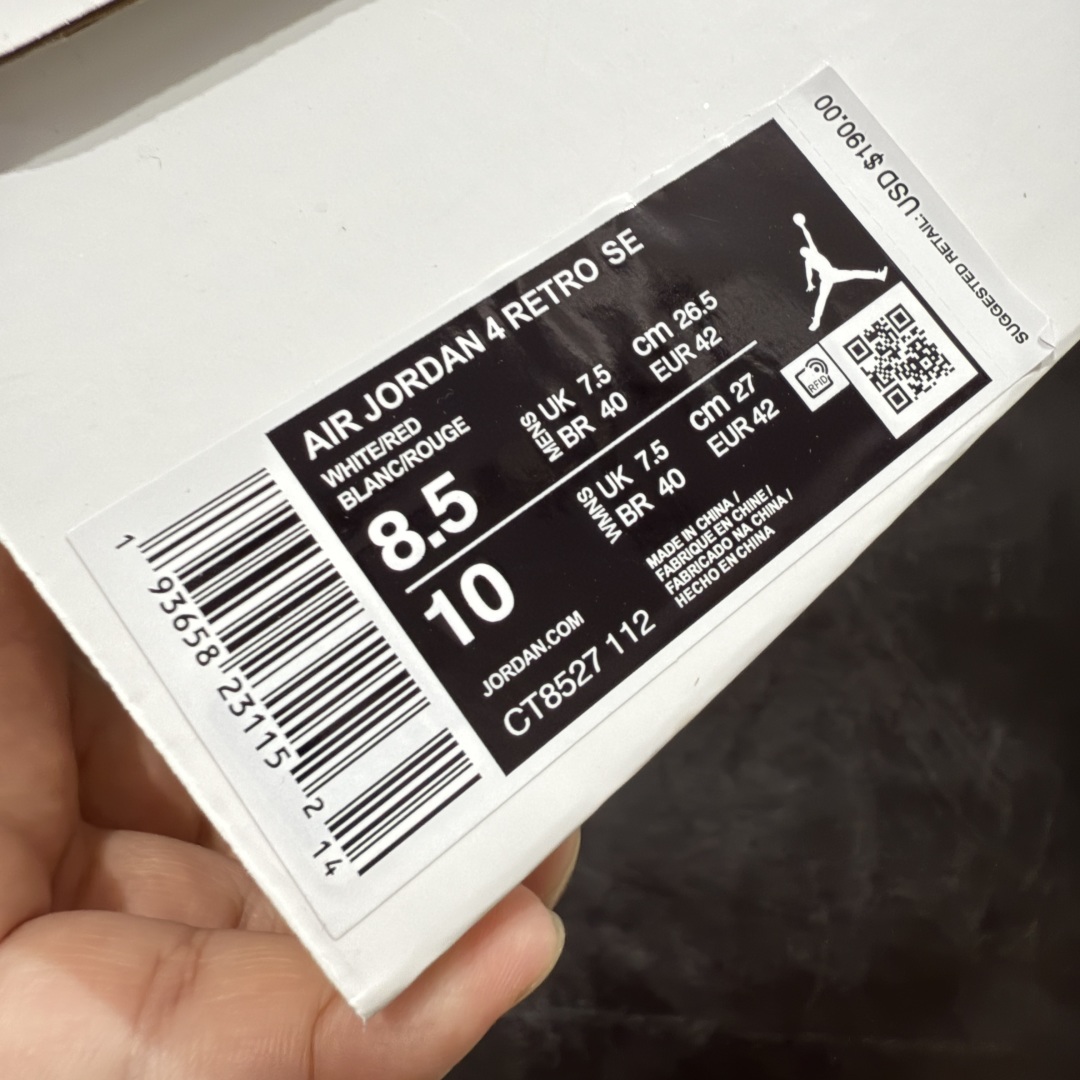 SUGGESTED RETAIL: USD $190.00
AIR JORDAN 4 RETRO SE
WHITE/RED
BLANC/ROUGE
8.5
MENS
UK 7.5
cm 26.5
BR 40
EUR 42
10
WMNS
UK 7.5
cm 27
BR 40
EUR 42
RFID
MADE IN CHINA /
FABRIQUE EN CHINE /
FABRICADO NA CHINA /
HECHO EN CHINA
JORDAN.COM
CT8527 112
1 93658 23115 2 14